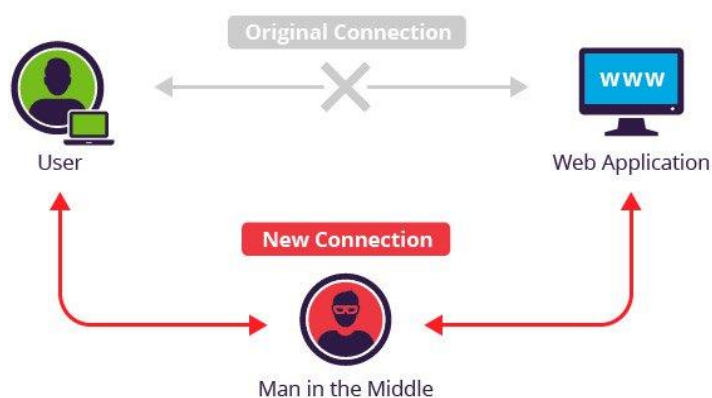 Original Connection
www
User
Web Application
New Connection
Man in the Middle